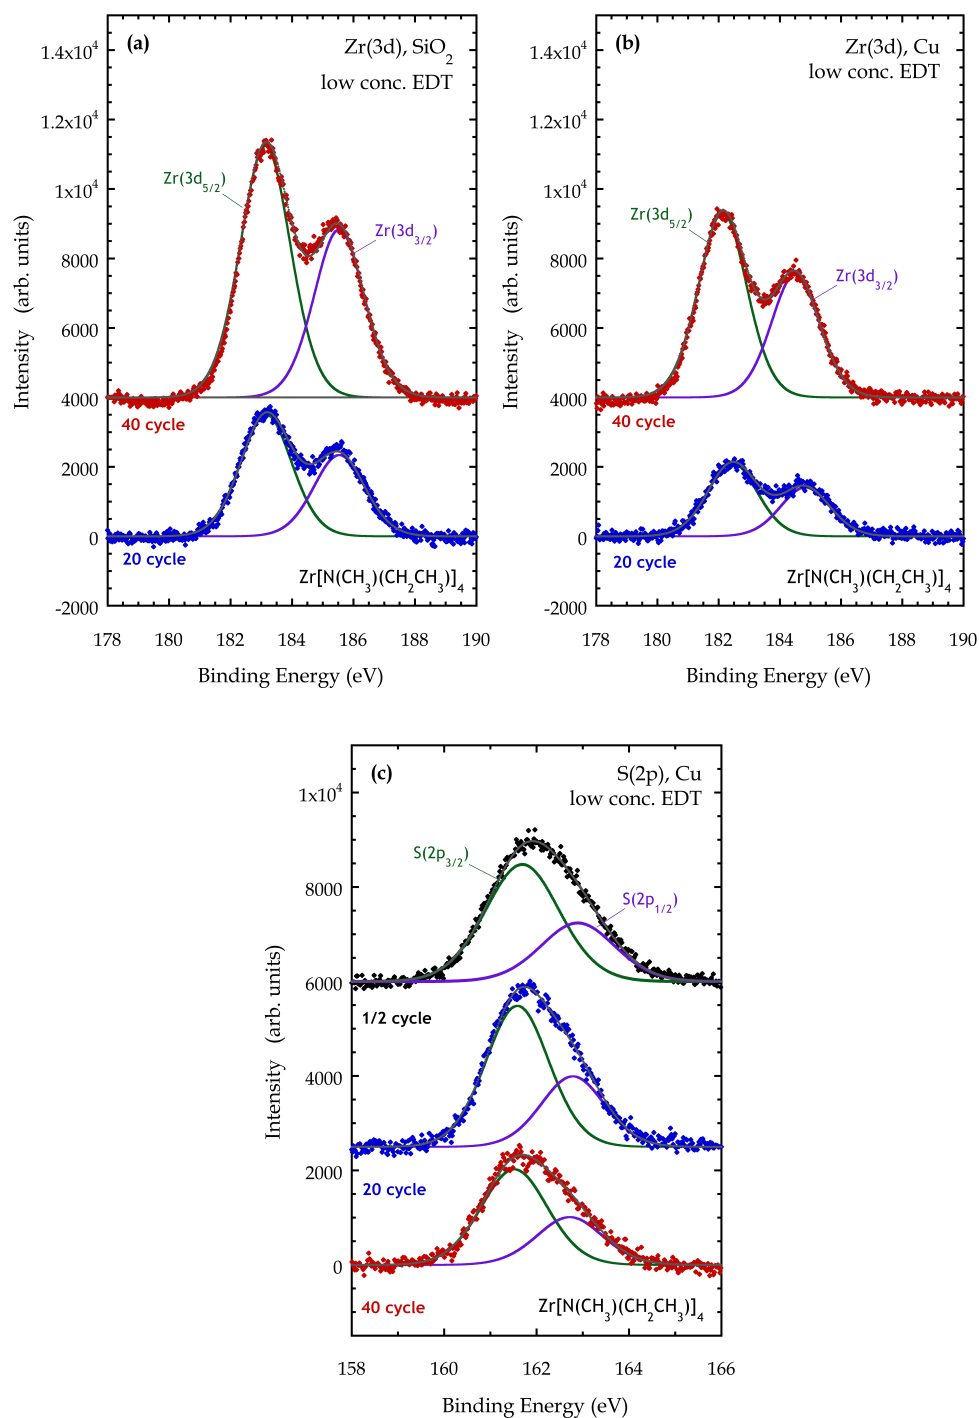 (a)
Zr(3d), SiO2
low conc. EDT
1.4x10^4
1.2x10^4
1x10^4
8000
6000
4000
2000
0
-2000
Intensity (arb. units)
Zr(3d5/2)
Zr(3d3/2)
40 cycle
20 cycle
Zr[N(CH3)(CH2CH3)]4
178 180 182 184 186 188 190
Binding Energy (eV)
(b)
Zr(3d), Cu
low conc. EDT
1.4x10^4
1.2x10^4
1x10^4
8000
6000
4000
2000
0
-2000
Intensity (arb. units)
Zr(3d5/2)
Zr(3d3/2)
40 cycle
20 cycle
Zr[N(CH3)(CH2CH3)]4
178 180 182 184 186 188 190
Binding Energy (eV)
(c)
S(2p), Cu
low conc. EDT
1x10^4
8000
6000
4000
2000
0
Intensity (arb. units)
S(2p3/2)
S(2p1/2)
1/2 cycle
20 cycle
40 cycle
Zr[N(CH3)(CH2CH3)]4
158 160 162 164 166
Binding Energy (eV)